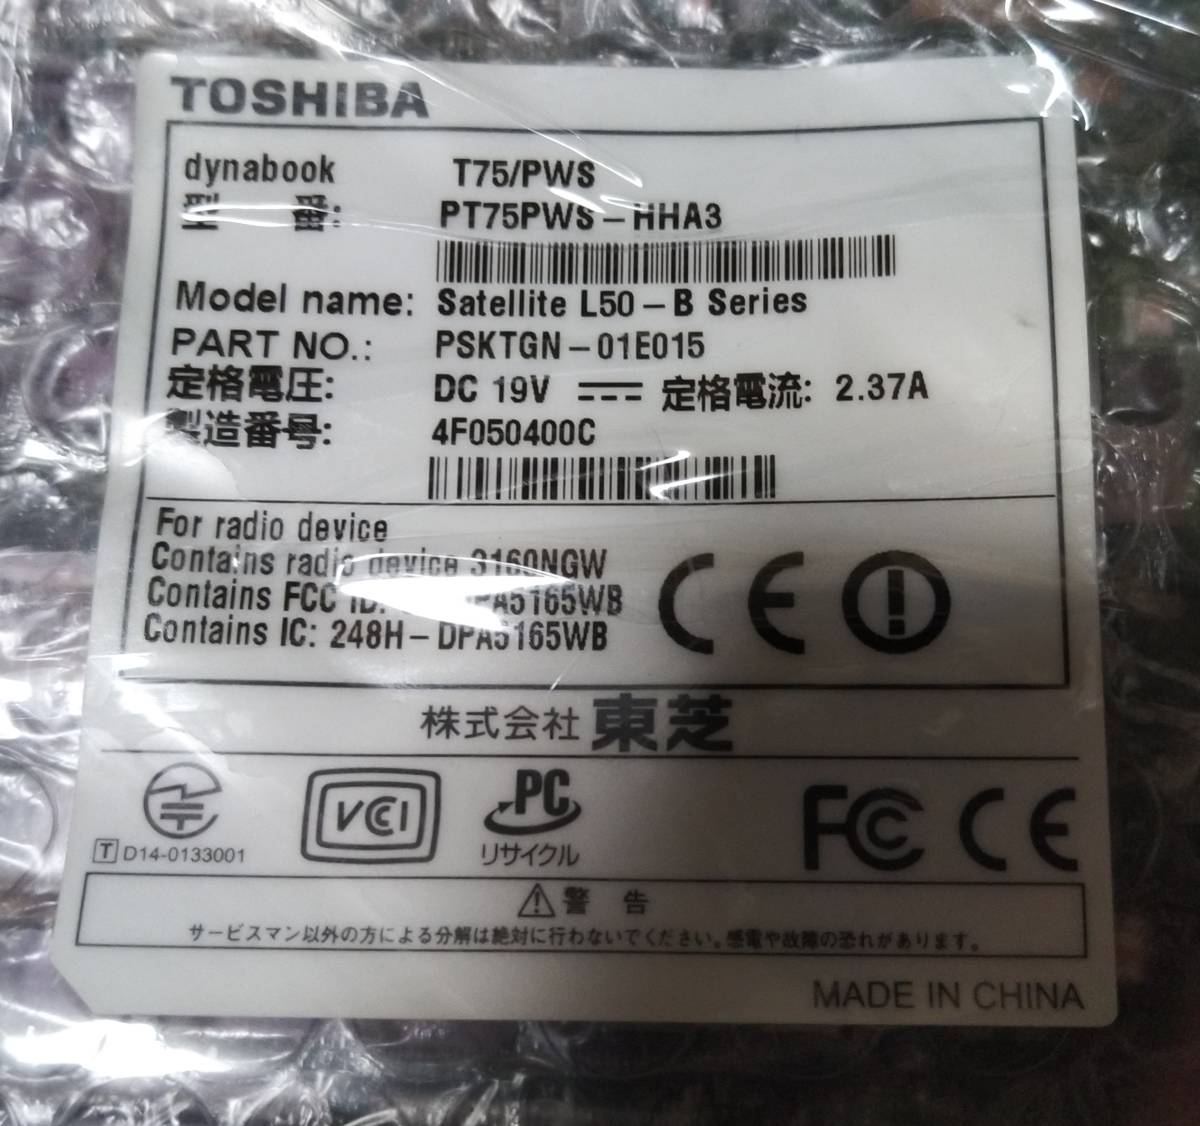 TOSHIBA
dynabook T75/PWS
型 番: PT75PWS-HHA3
Model name: Satellite L50-B Series
PART NO.: PSKTGN-01E015
定格電圧: DC 19V 定格電流: 2.37A
製造番号: 4F050400C
For radio device
Contains radio device 3160NGW
Contains FCC ID: PA5165WB
Contains IC: 248H-DPA5165WB
CE
株式会社 東芝
VCCI PC FC CE
リサイクル
T D14-0133001
警 告
サービスマン以外の方による分解は絶対に行わないでください。感電や故障の恐れがあります。
MADE IN CHINA